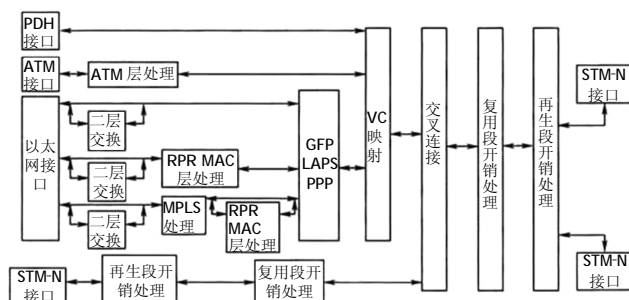 PDH
接口
ATM
接口
ATM 层处理
以太
网接口
二层
交换
二层
交换
RPR MAC
层处理
二层
交换
MPLS
处理
RPR
MAC
层处理
GFP
LAPS
PPP
VC
映射
交叉连接
复用段开销处理
再生段开销处理
STM-N
接口
STM-N
接口
STM-N
接口
再生段开
销处理
复用段开
销处理